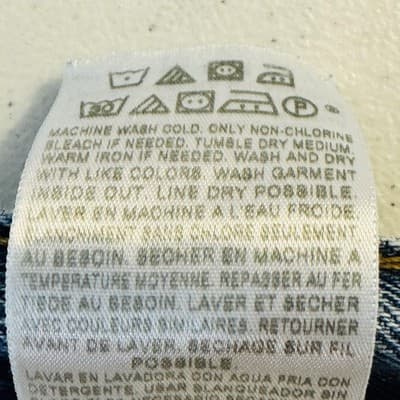 30
P
MACHINE WASH COLD. ONLY NON-CHLORINE
BLEACH IF NEEDED. TUMBLE DRY MEDIUM.
WARM IRON IF NEEDED. WASH AND DRY
WITH LIKE COLORS. WASH GARMENT
INSIDE OUT. LINE DRY POSSIBLE.
LAVER EN MACHINE A L'EAU FROIDE.
SANS CHLORE SEULEMENT
AU BESOIN. SECHER EN MACHINE A
TEMPERATURE MOYENNE. REPASSER AU FER
TIEDE AU BESOIN. LAVER ET SECHER
AVEC COULEURS SIMILAIRES. RETOURNER
AVANT DE LAVER. SECHAGE SUR FIL
POSSIBLE.
LAVAR EN LAVADORA CON AGUA FRIA CON
DETERGENTE. USAR BLANQUEADOR SIN